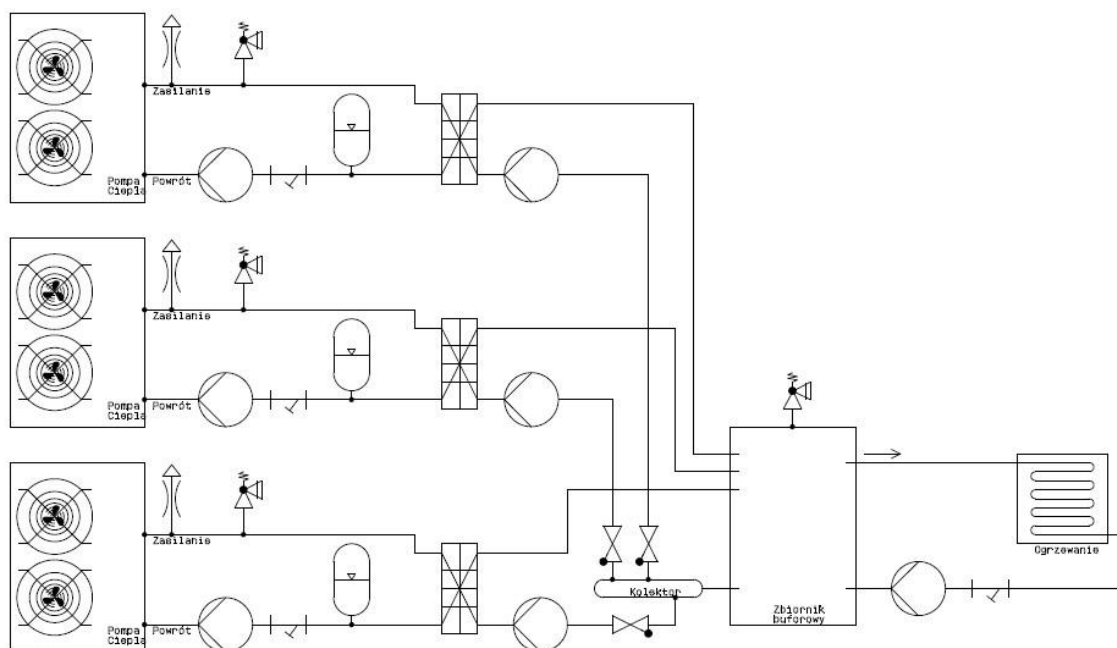 Zasilanie
Pompa Powrót
Ciepła
Zasilanie
Pompa Powrót
Ciepła
Zasilanie
Ogrzewanie
Kolektor
Zbiornik
buforowy
Pompa Powrót
Ciepła